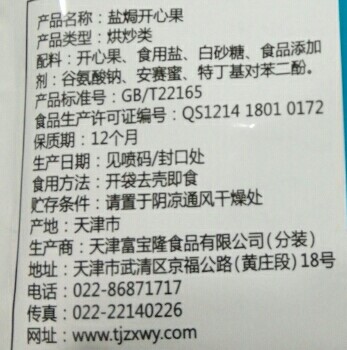 产品名称：盐焗开心果
产品类型：烘炒类
配料：开心果、食用盐、白砂糖、食品添加
剂：谷氨酸钠、安赛蜜、特丁基对苯二酚。
产品标准号：GB/T22165
食品生产许可证编号：QS1214 1801 0172
保质期：12个月
生产日期：见喷码/封口处
食用方法：开袋去壳即食
贮存条件：请置于阴凉通风干燥处
产地：天津市
生产商：天津富宝隆食品有限公司(分装)
地址：天津市武清区京福公路(黄庄段)18号
电话：022-86871717
传真：022-22140226
网址：www.tjzxwy.com